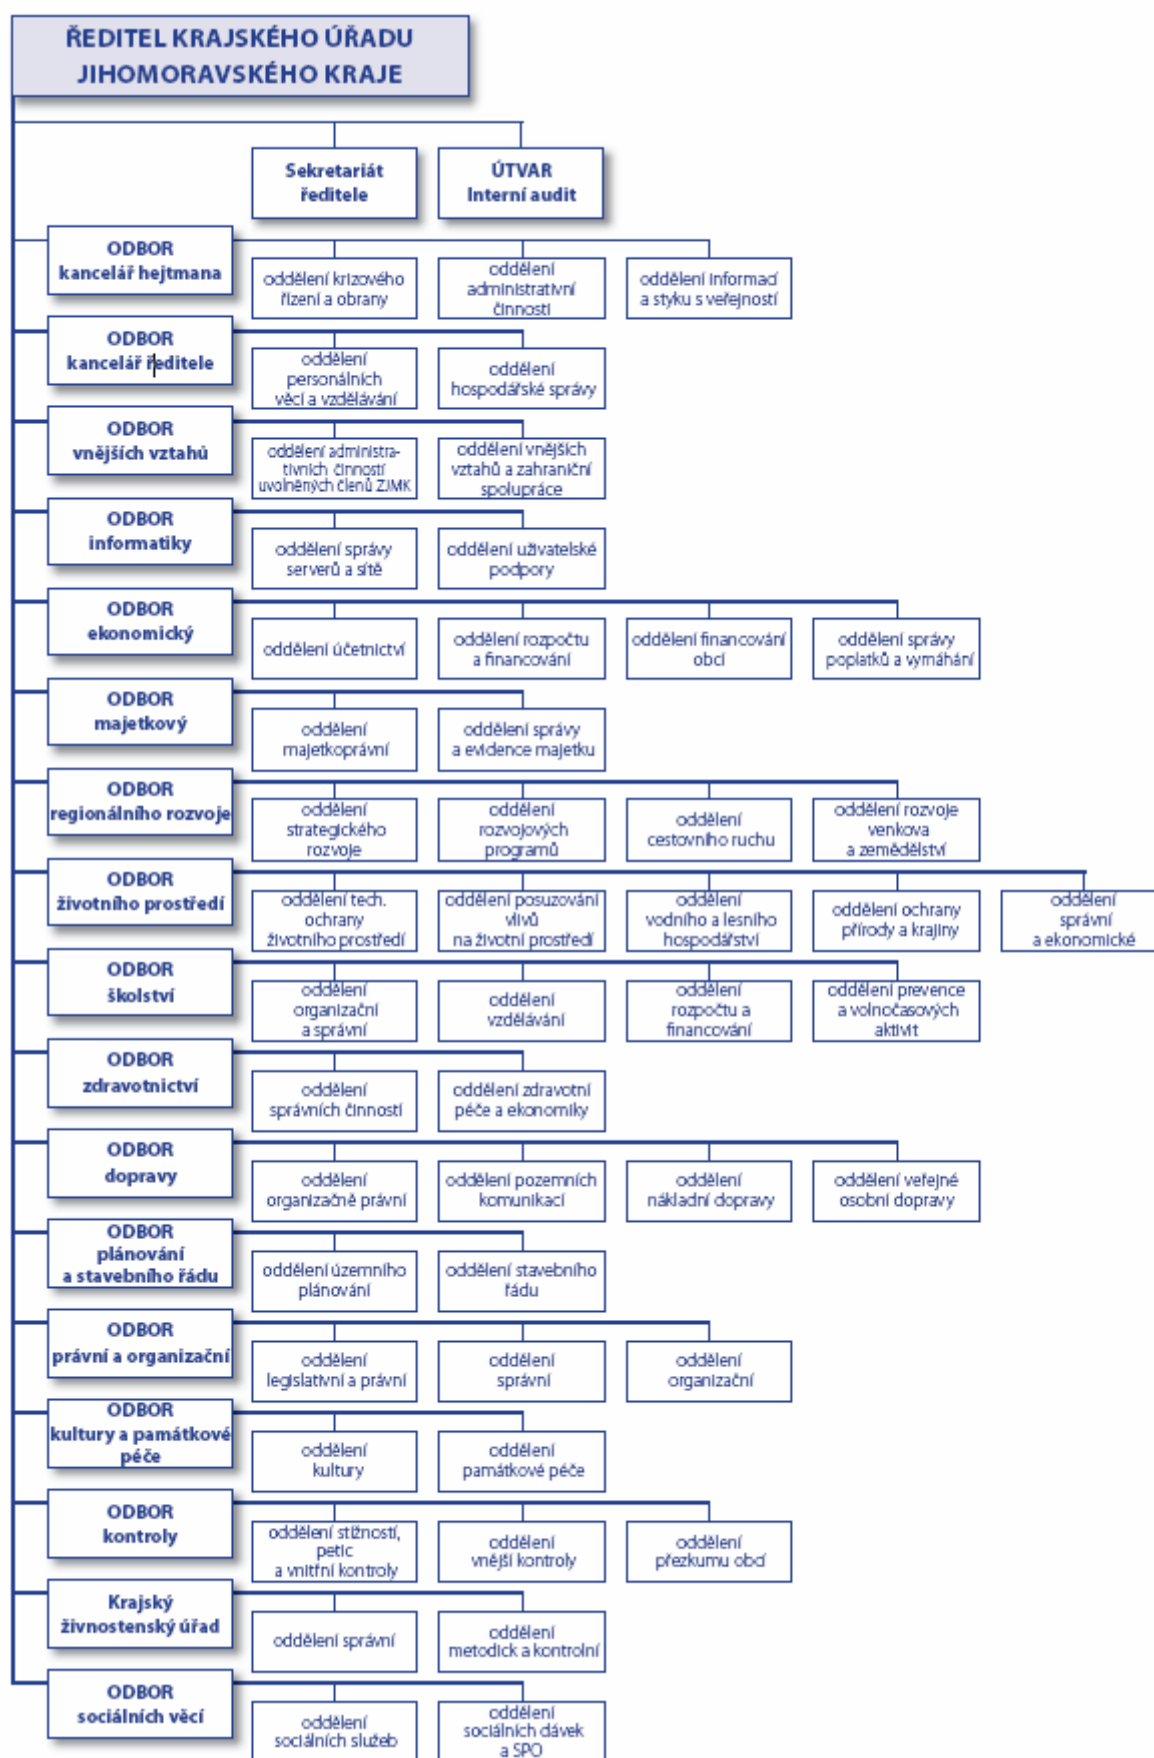 ŘEDITEL KRAJSKÉHO ÚŘADU
JIHOMORAVSKÉHO KRAJE
Sekretariát
ředitele
ÚTVAR
Interní audit
ODBOR
kancelář hejtmana
oddělení krizového
řízení a obrany
oddělení
administrativní
činnosti
oddělení informací
a styku s veřejností
ODBOR
kancelář ředitele
oddělení
personálních
věcí a vzdělávání
oddělení
hospodářské správy
ODBOR
vnějších vztahů
oddělení administra-
tivních činností
uvolněných členů ZJMK
oddělení vnějších
vztahů a zahraniční
spolupráce
ODBOR
informatiky
oddělení správy
serverů a sítě
oddělení uživatelské
podpory
ODBOR
ekonomický
oddělení účetnictví
oddělení rozpočtu
a financování
oddělení financování
obcí
oddělení správy
poplatků a vymáhání
ODBOR
majetkový
oddělení
majetkoprávní
oddělení správy
a evidence majetku
ODBOR
regionálního rozvoje
oddělení
strategického
rozvoje
oddělení
rozvojových
programů
oddělení
cestovního ruchu
oddělení rozvoje
venkova
a zemědělství
ODBOR
životního prostředí
oddělení tech.
ochrany
životního prostředí
oddělení posuzování
vlivů
na životní prostředí
oddělení
vodního a lesního
hospodářství
oddělení ochrany
přírody a krajiny
oddělení
správní
a ekonomické
ODBOR
školství
oddělení
organizační
a správní
oddělení
vzdělávání
oddělení
rozpočtu a
financování
oddělení prevence
a volnočasových
aktivit
ODBOR
zdravotnictví
oddělení
správních činností
oddělení zdravotní
péče a ekonomiky
ODBOR
dopravy
oddělení
organizačně právní
oddělení pozemních
komunikací
oddělení
nákladní dopravy
oddělení veřejné
osobní dopravy
ODBOR
plánování
a stavebního řádu
oddělení územního
plánování
oddělení stavebního
řádu
ODBOR
právní a organizační
oddělení
legislativní a právní
oddělení
správní
oddělení
organizační
ODBOR
kultury a památkové
péče
oddělení
kultury
oddělení
památkové péče
ODBOR
kontroly
oddělení stížností,
petic
a vnitřní kontroly
oddělení
vnější kontroly
oddělení
přezkumu obcí
Krajský
živnostenský úřad
oddělení správní
oddělení
metodick a kontrolní
ODBOR
sociálních věcí
oddělení
sociálních služeb
oddělení
sociálních dávek
a SPO